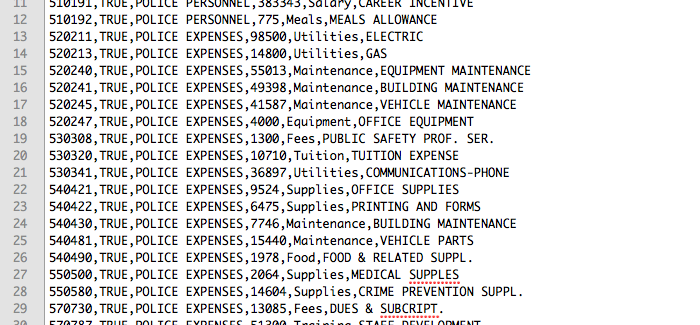 11 510191,TRUE,POLICE PERSONNEL,383343,Salary,CAREER INCENTIVE
12 510192,TRUE,POLICE PERSONNEL,775,Meals,MEALS ALLOWANCE
13 520211,TRUE,POLICE EXPENSES,98500,Utilities,ELECTRIC
14 520213,TRUE,POLICE EXPENSES,14800,Utilities,GAS
15 520240,TRUE,POLICE EXPENSES,55013,Maintenance,EQUIPMENT MAINTENANCE
16 520241,TRUE,POLICE EXPENSES,49398,Maintenance,BUILDING MAINTENANCE
17 520245,TRUE,POLICE EXPENSES,41587,Maintenance,VEHICLE MAINTENANCE
18 520247,TRUE,POLICE EXPENSES,4000,Equipment,OFFICE EQUIPMENT
19 530308,TRUE,POLICE EXPENSES,1300,Fees,PUBLIC SAFETY PROF. SER.
20 530320,TRUE,POLICE EXPENSES,10710,Tuition,TUITION EXPENSE
21 530341,TRUE,POLICE EXPENSES,36897,Utilities,COMMUNICATIONS-PHONE
22 540421,TRUE,POLICE EXPENSES,9524,Supplies,OFFICE SUPPLIES
23 540422,TRUE,POLICE EXPENSES,6475,Supplies,PRINTING AND FORMS
24 540430,TRUE,POLICE EXPENSES,7746,Maintenance,BUILDING MAINTENANCE
25 540481,TRUE,POLICE EXPENSES,15440,Maintenance,VEHICLE PARTS
26 540490,TRUE,POLICE EXPENSES,1978,Food,FOOD & RELATED SUPPL.
27 550500,TRUE,POLICE EXPENSES,2064,Supplies,MEDICAL SUPPLES
28 550580,TRUE,POLICE EXPENSES,14604,Supplies,CRIME PREVENTION SUPPL.
29 570730,TRUE,POLICE EXPENSES,13085,Fees,DUES & SUBCRIPT.
30 570787,TRUE,POLICE EXPENSES,51300,Training,STAFF DEVELOPMENT